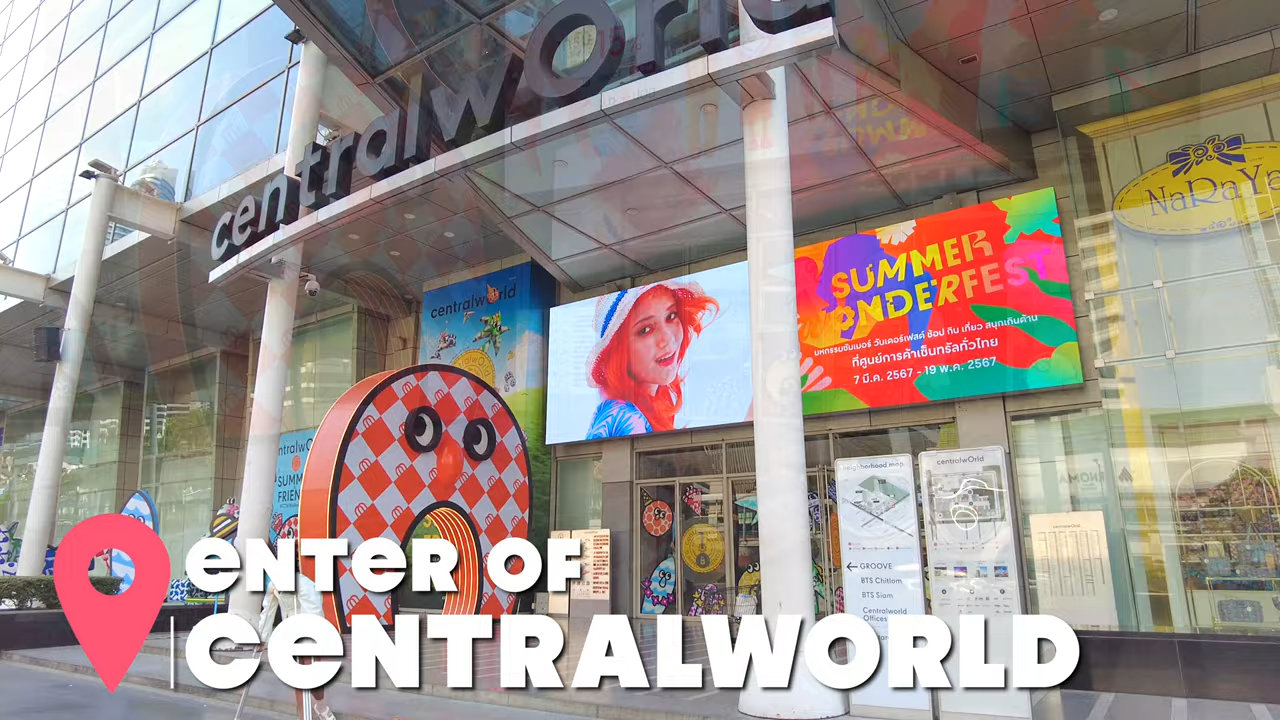 centralworld
NaRaYa
centralwOrld
SUMMER
WONDERFEST
มหกรรมซัมเมอร์ วันเดอร์เฟสต์ ช้อป กิน เที่ยว สนุกเกินต้าน
ที่ศูนย์การค้าเซ็นทรัลทั่วไทย
7 มี.ค. 2567 - 19 พ.ค. 2567
SUMM
FRIEN
neighborhood map
centralwOrld
← GROOVE
BTS Chitlom
BTS Siam
Centralworld
Offices
ENTER OF
CENTRALWORLD